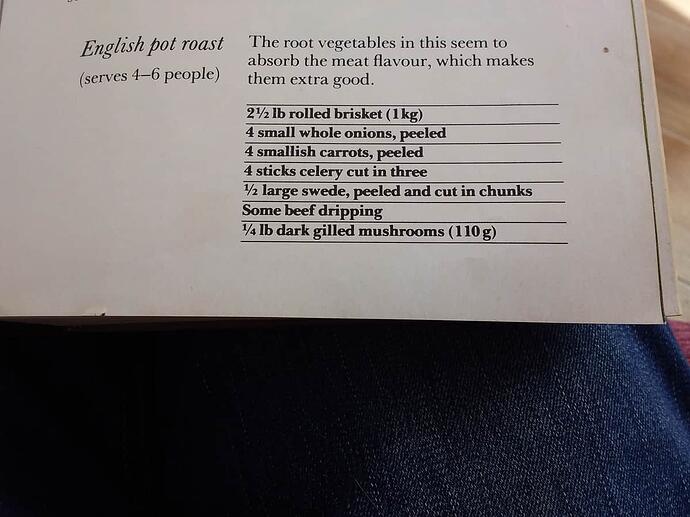 English pot roast
(serves 4–6 people)
The root vegetables in this seem to
absorb the meat flavour, which makes
them extra good.
2½ lb rolled brisket (1 kg)
4 small whole onions, peeled
4 smallish carrots, peeled
4 sticks celery cut in three
½ large swede, peeled and cut in chunks
Some beef dripping
¼ lb dark gilled mushrooms (110 g)